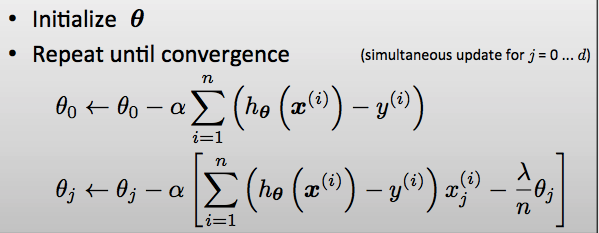 • Initialize θ
• Repeat until convergence (simultaneous update for j = 0 ... d)
θ₀ ← θ₀ − α ∑ᵢ₌₁ⁿ (h_θ (x⁽ⁱ⁾) − y⁽ⁱ⁾)
θⱼ ← θⱼ − α [∑ᵢ₌₁ⁿ (h_θ (x⁽ⁱ⁾) − y⁽ⁱ⁾) xⱼ⁽ⁱ⁾ − λ/n θⱼ]